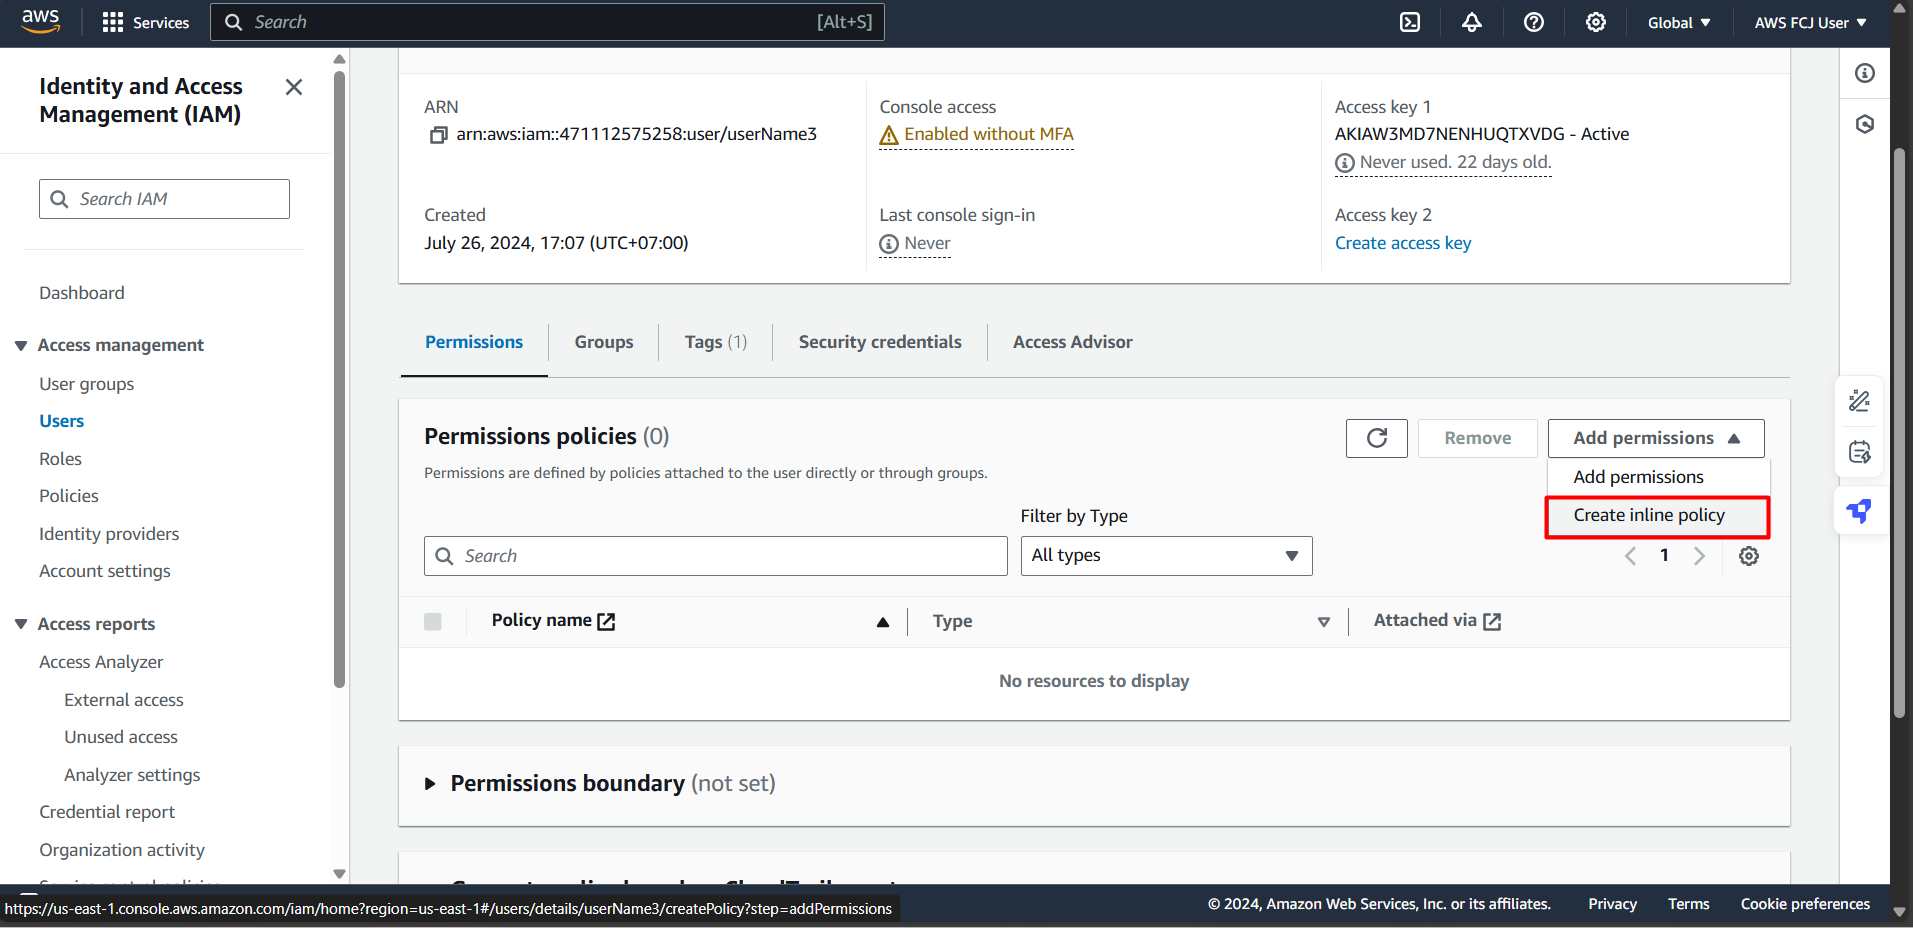 aws
Services
Search
[Alt+S]
Global
AWS FCJ User
Identity and Access
Management (IAM)
Search IAM
Dashboard
Access management
User groups
Users
Roles
Policies
Identity providers
Account settings
Access reports
Access Analyzer
External access
Unused access
Analyzer settings
Credential report
Organization activity
ARN
arn:aws:iam::471112575258:user/userName3
Created
July 26, 2024, 17:07 (UTC+07:00)
Console access
Enabled without MFA
Last console sign-in
Never
Access key 1
AKIAW3MD7NENHUQTXVDG - Active
Never used. 22 days old.
Access key 2
Create access key
Permissions
Groups
Tags (1)
Security credentials
Access Advisor
Permissions policies (0)
Permissions are defined by policies attached to the user directly or through groups.
Remove
Add permissions
Add permissions
Create inline policy
Filter by Type
Search
All types
1
Policy name
Type
Attached via
No resources to display
Permissions boundary (not set)
https://us-east-1.console.aws.amazon.com/iam/home?region=us-east-1#/users/details/userName3/createPolicy?step=addPermissions
© 2024, Amazon Web Services, Inc. or its affiliates.
Privacy
Terms
Cookie preferences